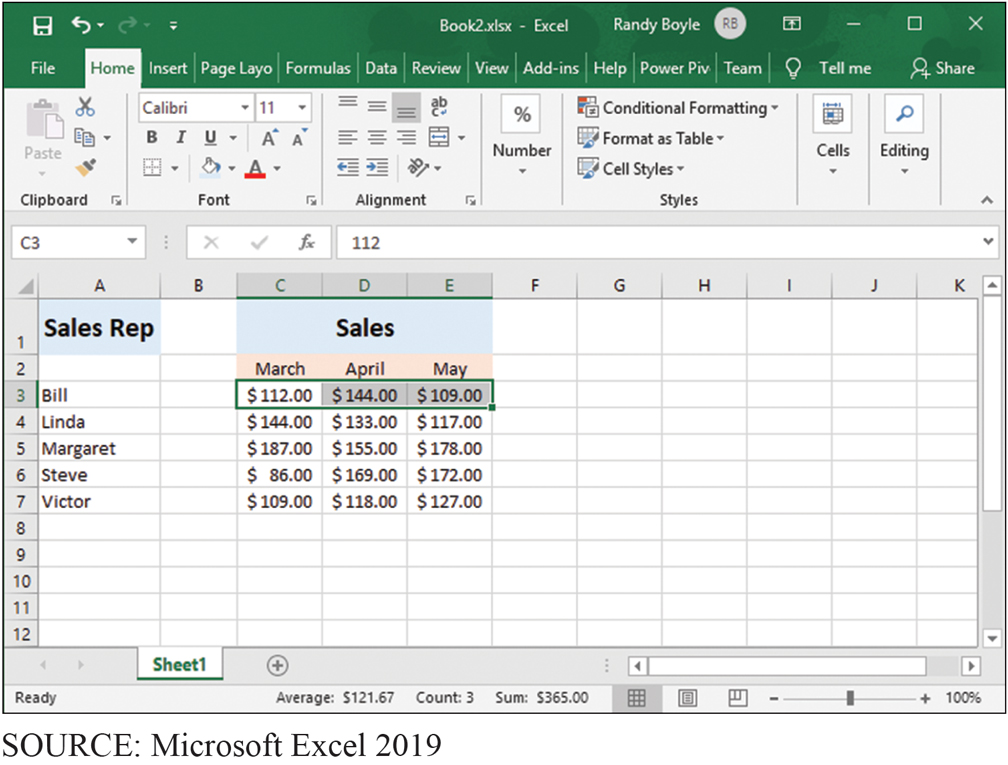 Book2.xlsx - Excel Randy Boyle RB
File Home Insert Page Layo Formulas Data Review View Add-ins Help Power Piv Team Tell me Share
Paste
Calibri 11
ab
c
B I U A A
A
% Number
Conditional Formatting
Format as Table
Cell Styles
Cells
Editing
Clipboard Font Alignment Styles
C3 fx 112
A B C D E F G H I J K
1 Sales Rep Sales
2 March April May
3 Bill $ 112.00 $ 144.00 $ 109.00
4 Linda $ 144.00 $ 133.00 $ 117.00
5 Margaret $ 187.00 $ 155.00 $ 178.00
6 Steve $ 86.00 $ 169.00 $ 172.00
7 Victor $ 109.00 $ 118.00 $ 127.00
8
9
10
11
12
Sheet1
Ready Average: $121.67 Count: 3 Sum: $365.00 100%
SOURCE: Microsoft Excel 2019